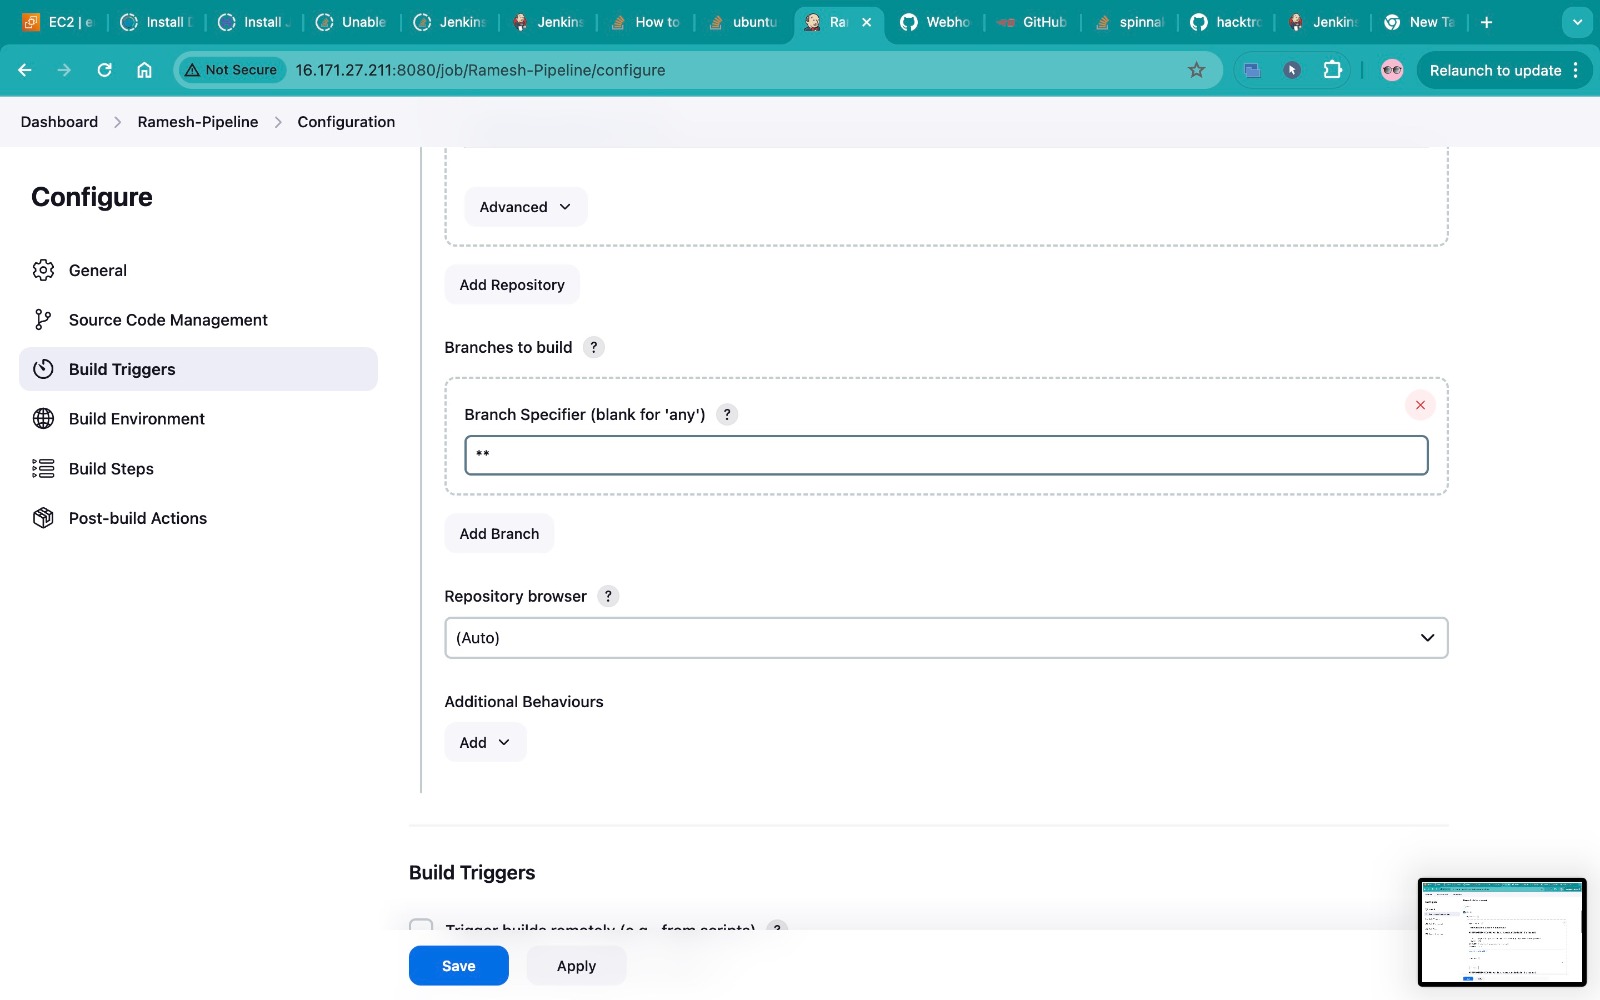 EC2 | e
Install D
Install J
Unable
Jenkins
Jenkins
How to
ubuntu
Ra
Webho
GitHub
spinnak
hacktro
Jenkins
New Ta
Not Secure
16.171.27.211:8080/job/Ramesh-Pipeline/configure
Relaunch to update
Dashboard > Ramesh-Pipeline > Configuration
Configure
General
Source Code Management
Build Triggers
Build Environment
Build Steps
Post-build Actions
Advanced
Add Repository
Branches to build ?
Branch Specifier (blank for 'any') ?
**
Add Branch
Repository browser ?
(Auto)
Additional Behaviours
Add
Build Triggers
Trigger builds remotely (e.g., from scripts) ?
Save
Apply